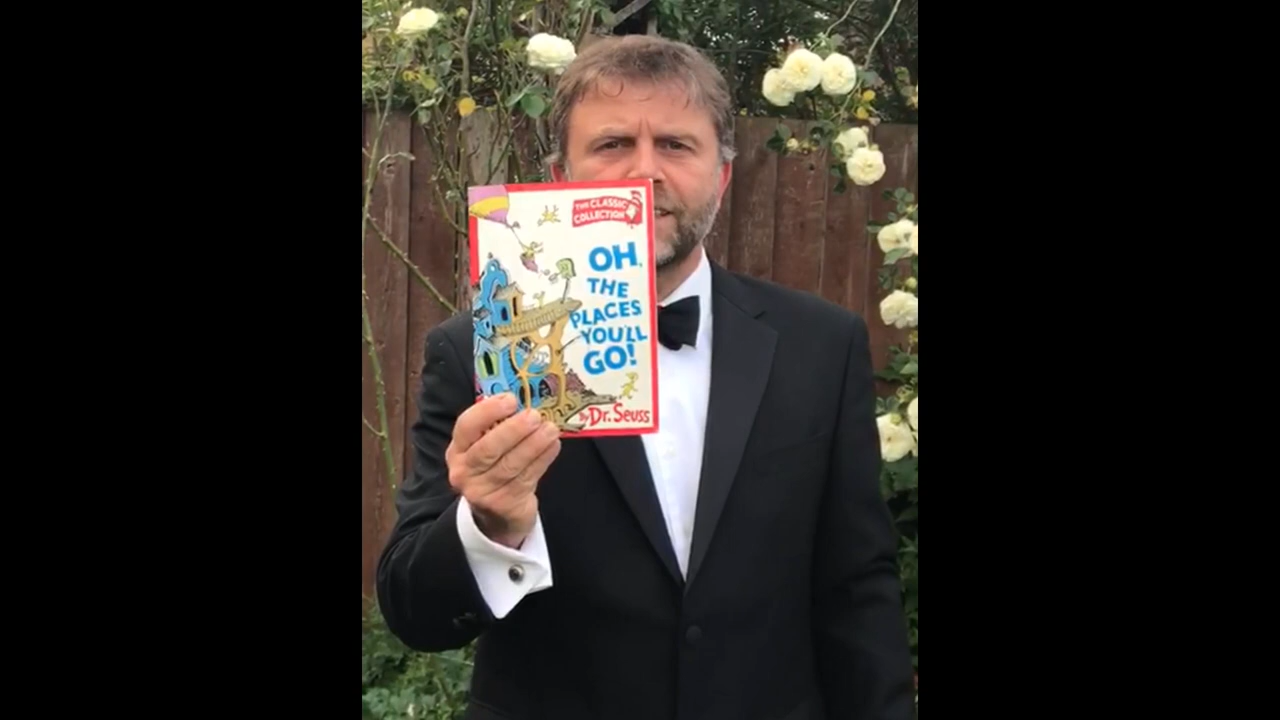 THE CLASSIC
COLLECTION
OH,
THE
PLACES
YOU'LL
GO!
By Dr. Seuss